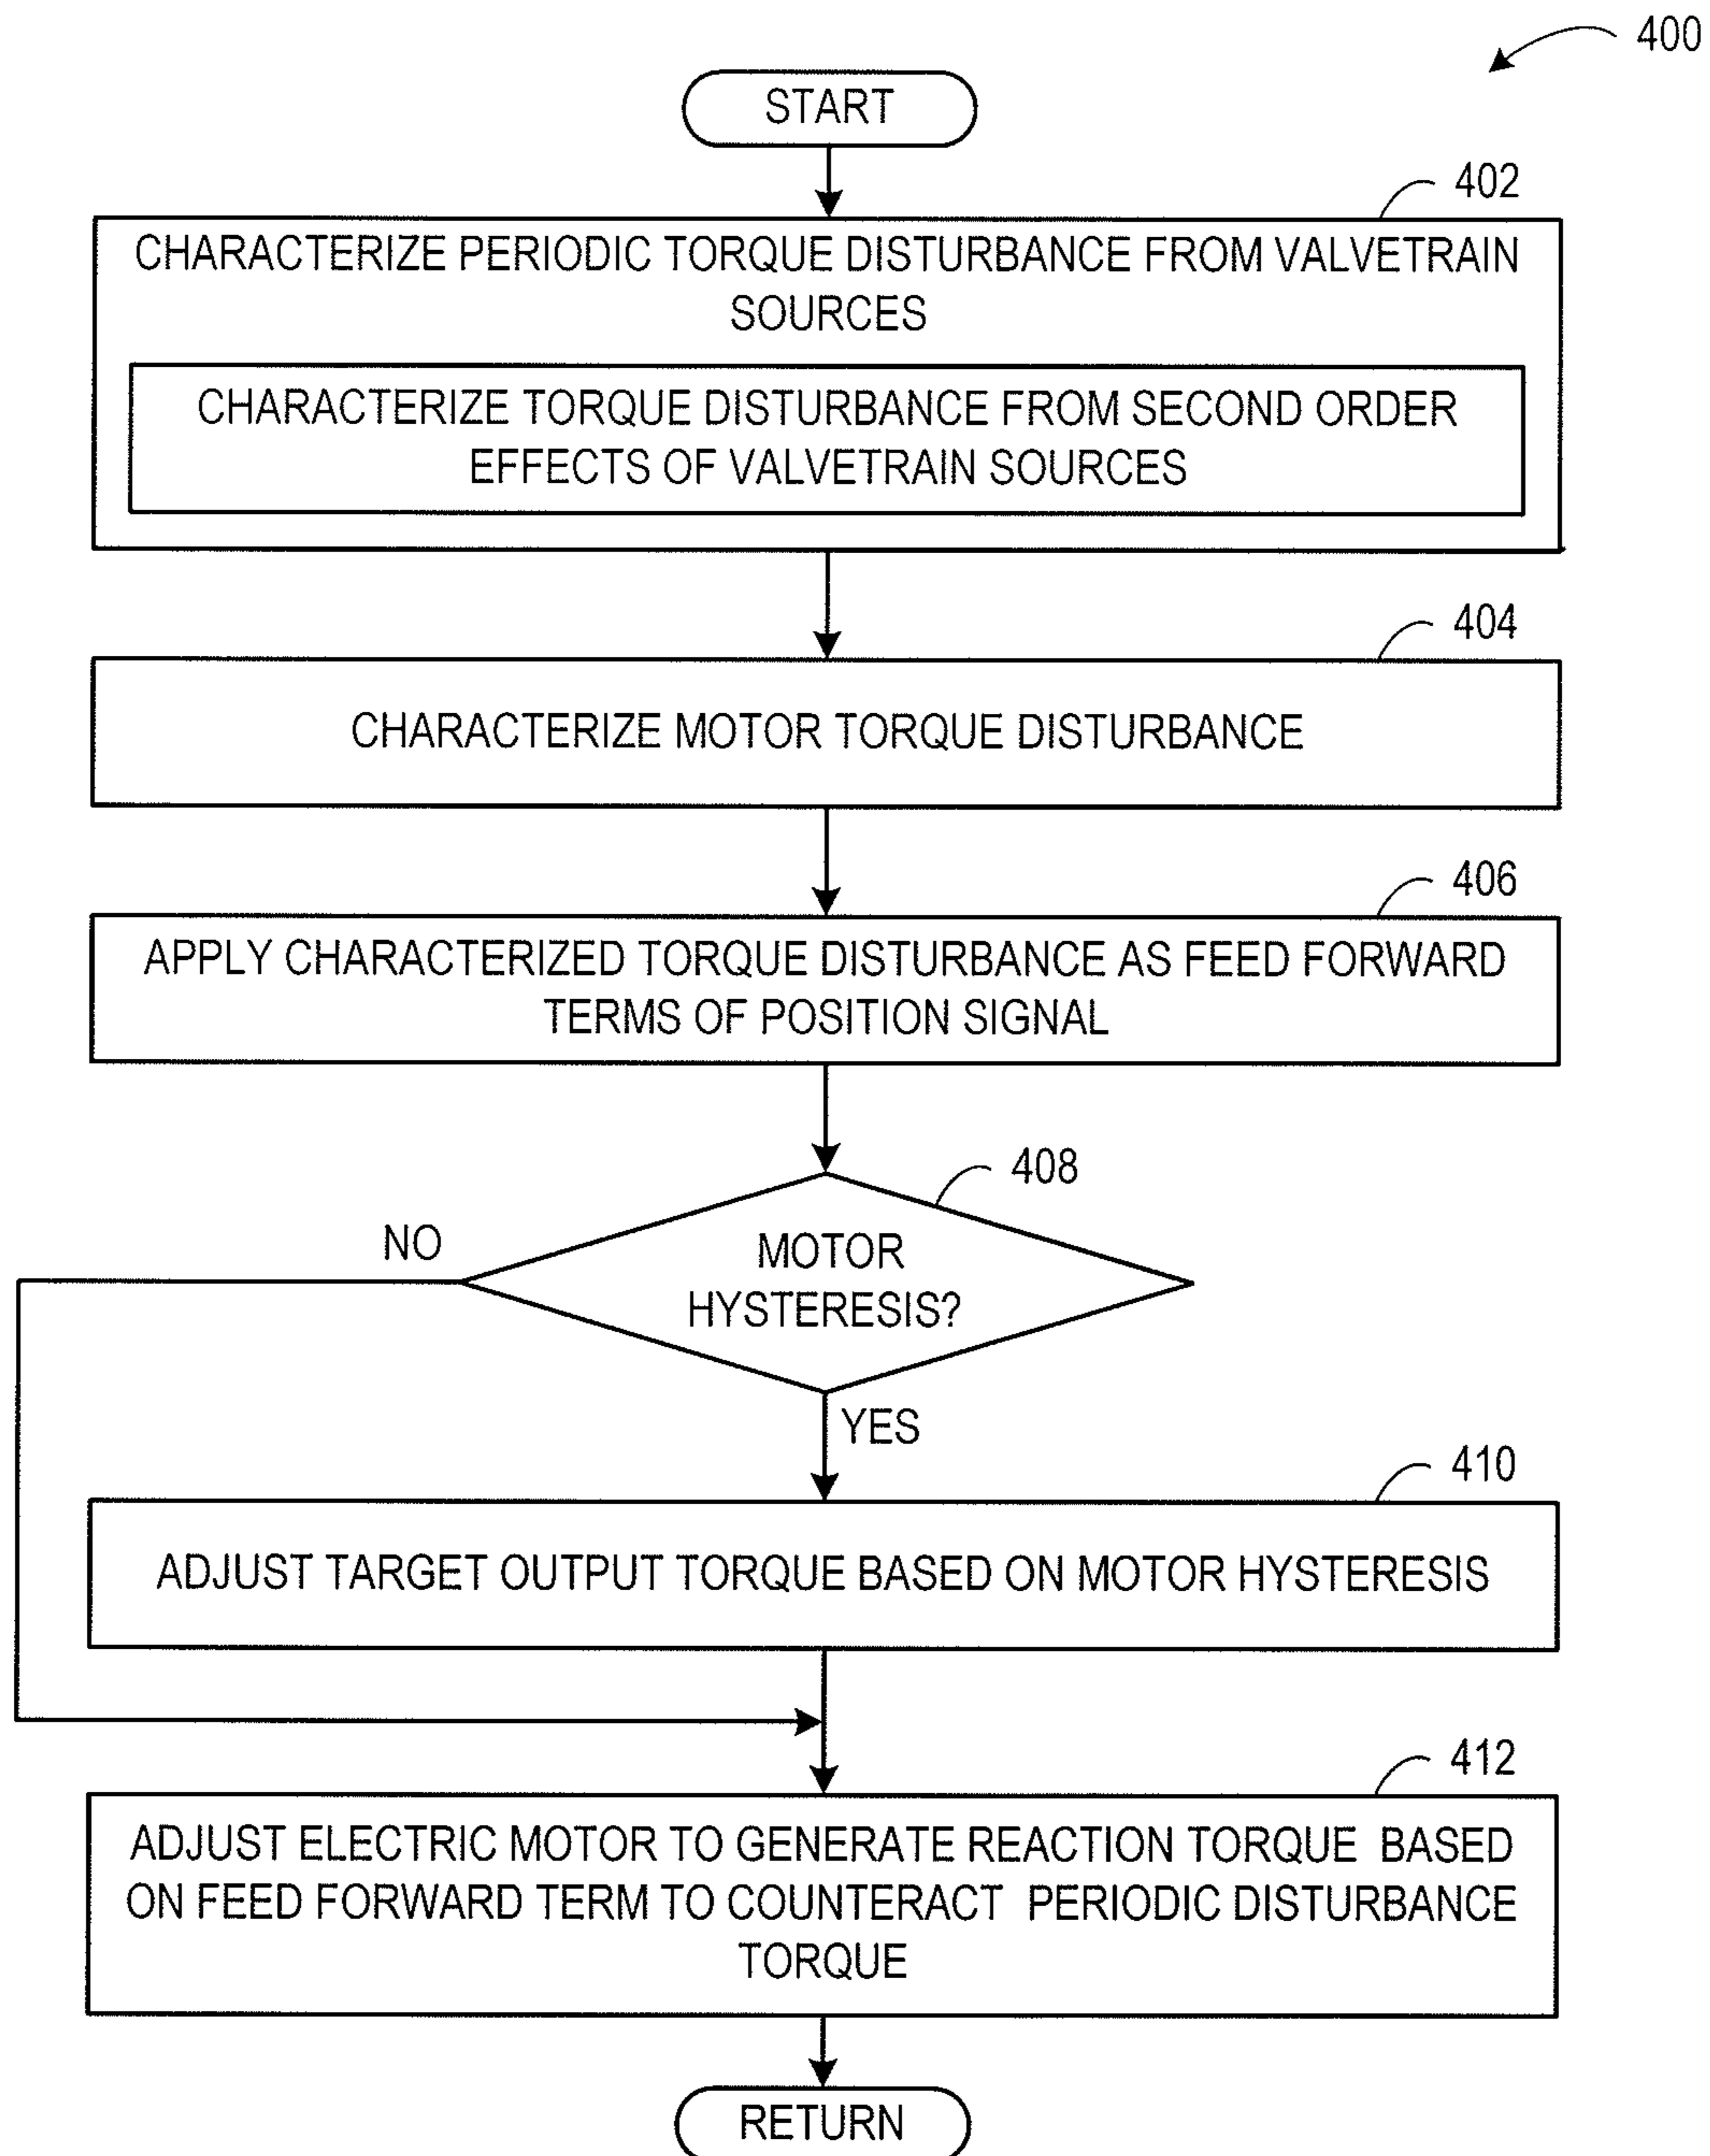 400
START
402
CHARACTERIZE PERIODIC TORQUE DISTURBANCE FROM VALVETRAIN
SOURCES
CHARACTERIZE TORQUE DISTURBANCE FROM SECOND ORDER
EFFECTS OF VALVETRAIN SOURCES
404
CHARACTERIZE MOTOR TORQUE DISTURBANCE
406
APPLY CHARACTERIZED TORQUE DISTURBANCE AS FEED FORWARD
TERMS OF POSITION SIGNAL
408
NO
MOTOR
HYSTERESIS?
YES
410
ADJUST TARGET OUTPUT TORQUE BASED ON MOTOR HYSTERESIS
412
ADJUST ELECTRIC MOTOR TO GENERATE REACTION TORQUE BASED
ON FEED FORWARD TERM TO COUNTERACT PERIODIC DISTURBANCE
TORQUE
RETURN